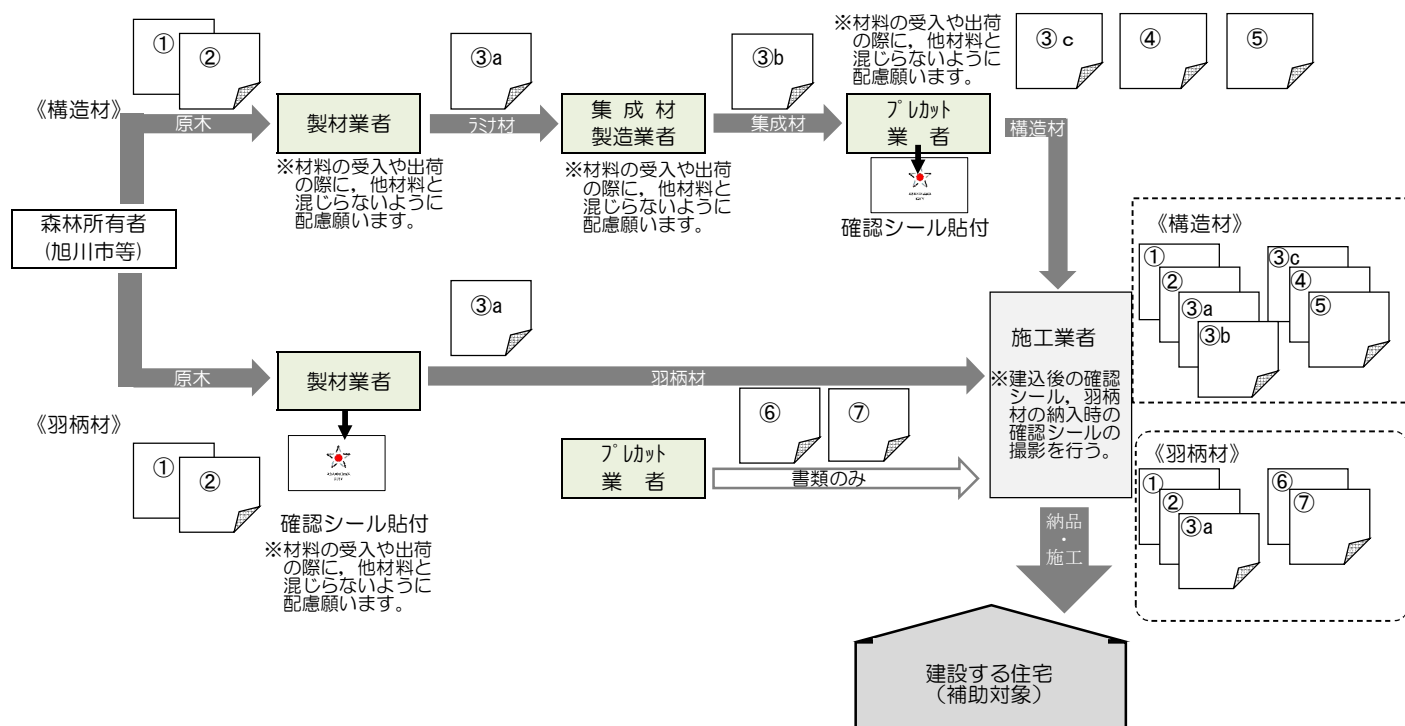 ①
②
《構造材》
原木
製材業者
※材料の受入や出荷
の際に，他材料と
混じらないように
配慮願います。
③a
ﾗﾐﾅ材
集成材
製造業者
※材料の受入や出荷
の際に，他材料と
混じらないように
配慮願います。
③b
集成材
※材料の受入や出荷
の際に，他材料と
混じらないように
配慮願います。
ﾌﾟﾚｶｯﾄ
業者
確認シール貼付
③c
④
⑤
構造材
森林所有者
(旭川市等)
原木
《羽柄材》
①
②
製材業者
ASAHIKAWA
CITY
確認シール貼付
※材料の受入や出荷
の際に，他材料と
混じらないように
配慮願います。
③a
羽柄材
ﾌﾟﾚｶｯﾄ
業者
⑥
⑦
書類のみ
施工業者
※建込後の確認
シール，羽柄
材の納入時の
確認シールの
撮影を行う。
《構造材》
①
②
③a
③b
③c
④
⑤
《羽柄材》
①
②
③a
⑥
⑦
納品
・
施工
建設する住宅
（補助対象）